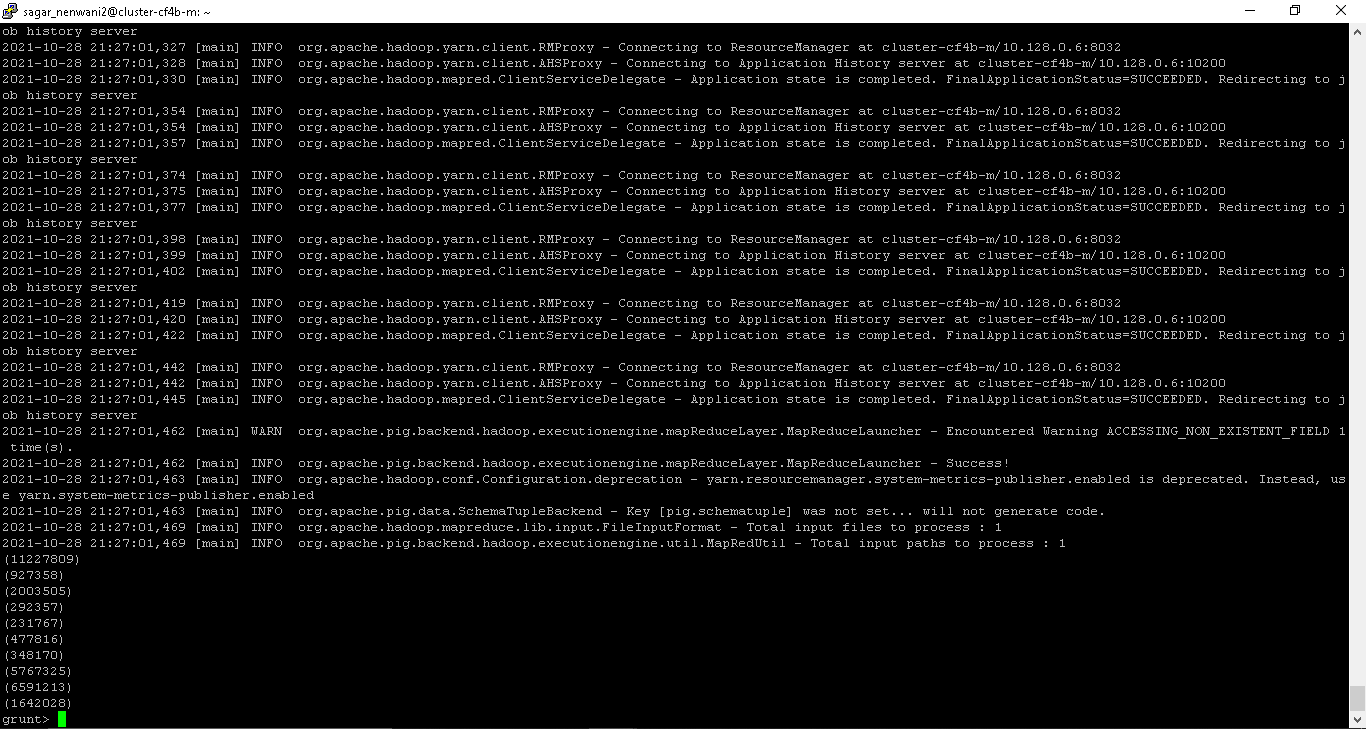 sagar_nenwani2@cluster-cf4b-m: ~
ob history server
2021-10-28 21:27:01,327 [main] INFO  org.apache.hadoop.yarn.client.RMProxy - Connecting to ResourceManager at cluster-cf4b-m/10.128.0.6:8032
2021-10-28 21:27:01,328 [main] INFO  org.apache.hadoop.yarn.client.AHSProxy - Connecting to Application History server at cluster-cf4b-m/10.128.0.6:10200
2021-10-28 21:27:01,330 [main] INFO  org.apache.hadoop.mapred.ClientServiceDelegate - Application state is completed. FinalApplicationStatus=SUCCEEDED. Redirecting to j
ob history server
2021-10-28 21:27:01,354 [main] INFO  org.apache.hadoop.yarn.client.RMProxy - Connecting to ResourceManager at cluster-cf4b-m/10.128.0.6:8032
2021-10-28 21:27:01,354 [main] INFO  org.apache.hadoop.yarn.client.AHSProxy - Connecting to Application History server at cluster-cf4b-m/10.128.0.6:10200
2021-10-28 21:27:01,357 [main] INFO  org.apache.hadoop.mapred.ClientServiceDelegate - Application state is completed. FinalApplicationStatus=SUCCEEDED. Redirecting to j
ob history server
2021-10-28 21:27:01,374 [main] INFO  org.apache.hadoop.yarn.client.RMProxy - Connecting to ResourceManager at cluster-cf4b-m/10.128.0.6:8032
2021-10-28 21:27:01,375 [main] INFO  org.apache.hadoop.yarn.client.AHSProxy - Connecting to Application History server at cluster-cf4b-m/10.128.0.6:10200
2021-10-28 21:27:01,377 [main] INFO  org.apache.hadoop.mapred.ClientServiceDelegate - Application state is completed. FinalApplicationStatus=SUCCEEDED. Redirecting to j
ob history server
2021-10-28 21:27:01,398 [main] INFO  org.apache.hadoop.yarn.client.RMProxy - Connecting to ResourceManager at cluster-cf4b-m/10.128.0.6:8032
2021-10-28 21:27:01,399 [main] INFO  org.apache.hadoop.yarn.client.AHSProxy - Connecting to Application History server at cluster-cf4b-m/10.128.0.6:10200
2021-10-28 21:27:01,402 [main] INFO  org.apache.hadoop.mapred.ClientServiceDelegate - Application state is completed. FinalApplicationStatus=SUCCEEDED. Redirecting to j
ob history server
2021-10-28 21:27:01,419 [main] INFO  org.apache.hadoop.yarn.client.RMProxy - Connecting to ResourceManager at cluster-cf4b-m/10.128.0.6:8032
2021-10-28 21:27:01,420 [main] INFO  org.apache.hadoop.yarn.client.AHSProxy - Connecting to Application History server at cluster-cf4b-m/10.128.0.6:10200
2021-10-28 21:27:01,422 [main] INFO  org.apache.hadoop.mapred.ClientServiceDelegate - Application state is completed. FinalApplicationStatus=SUCCEEDED. Redirecting to j
ob history server
2021-10-28 21:27:01,442 [main] INFO  org.apache.hadoop.yarn.client.RMProxy - Connecting to ResourceManager at cluster-cf4b-m/10.128.0.6:8032
2021-10-28 21:27:01,442 [main] INFO  org.apache.hadoop.yarn.client.AHSProxy - Connecting to Application History server at cluster-cf4b-m/10.128.0.6:10200
2021-10-28 21:27:01,445 [main] INFO  org.apache.hadoop.mapred.ClientServiceDelegate - Application state is completed. FinalApplicationStatus=SUCCEEDED. Redirecting to j
ob history server
2021-10-28 21:27:01,462 [main] WARN  org.apache.pig.backend.hadoop.executionengine.mapReduceLayer.MapReduceLauncher - Encountered Warning ACCESSING_NON_EXISTENT_FIELD 1
 time(s).
2021-10-28 21:27:01,462 [main] INFO  org.apache.pig.backend.hadoop.executionengine.mapReduceLayer.MapReduceLauncher - Success!
2021-10-28 21:27:01,463 [main] INFO  org.apache.hadoop.conf.Configuration.deprecation - yarn.resourcemanager.system-metrics-publisher.enabled is deprecated. Instead, us
e yarn.system-metrics-publisher.enabled
2021-10-28 21:27:01,463 [main] INFO  org.apache.pig.data.SchemaTupleBackend - Key [pig.schematuple] was not set... will not generate code.
2021-10-28 21:27:01,469 [main] INFO  org.apache.hadoop.mapreduce.lib.input.FileInputFormat - Total input files to process : 1
2021-10-28 21:27:01,469 [main] INFO  org.apache.pig.backend.hadoop.executionengine.util.MapRedUtil - Total input paths to process : 1
(11227809)
(927358)
(2003505)
(292357)
(231767)
(477816)
(348170)
(5767325)
(6591213)
(1642028)
grunt>